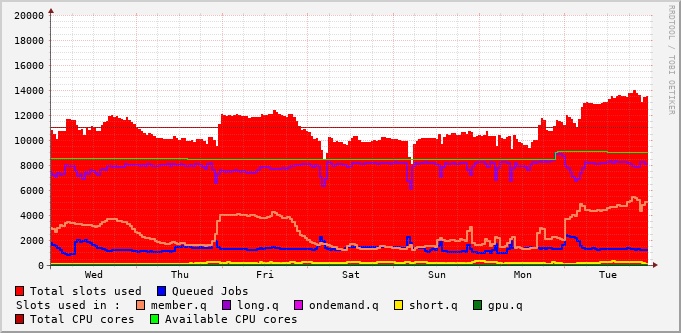 RRDTOOL / TOBI OETIKER
20000
18000
16000
14000
12000
10000
8000
6000
4000
2000
0
Wed Thu Fri Sat Sun Mon Tue
Total slots used Queued Jobs
Slots used in : member.q long.q ondemand.q short.q gpu.q
Total CPU cores Available CPU cores